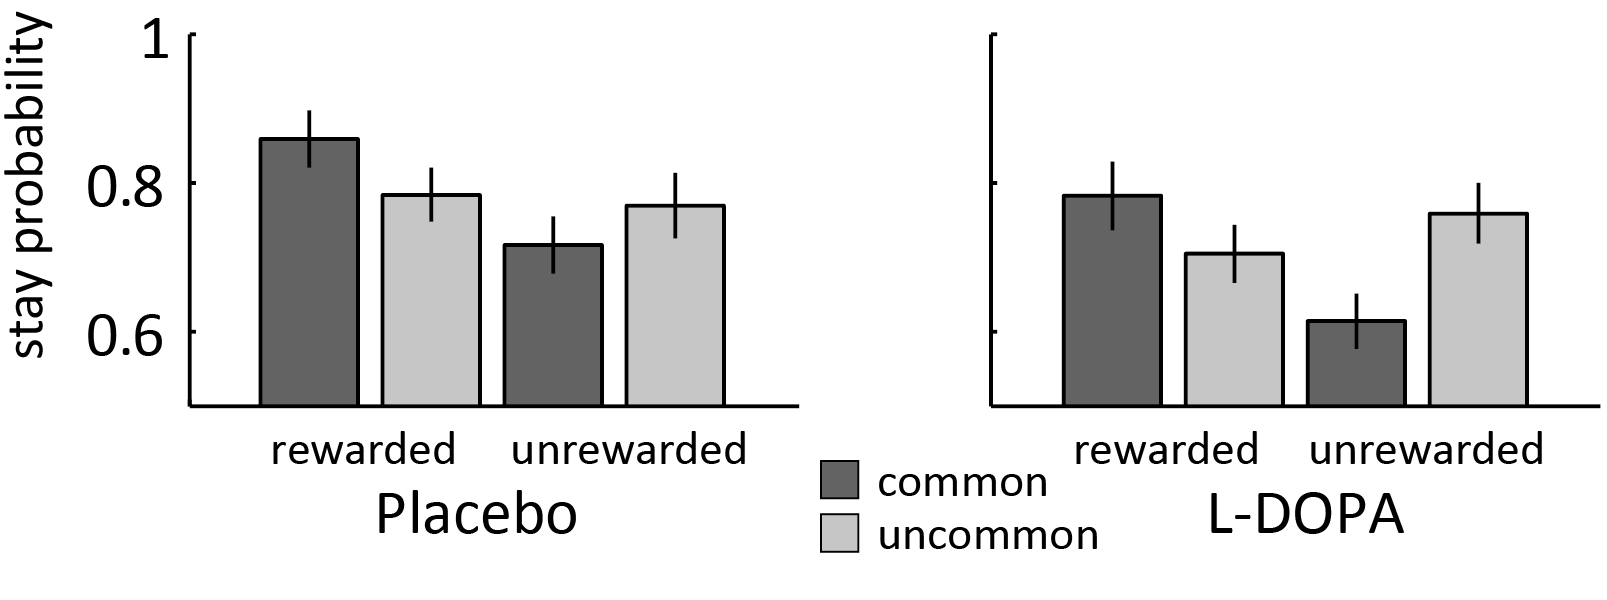 stay probability
1
0.8
0.6
rewarded unrewarded
Placebo
common
uncommon
rewarded unrewarded
L-DOPA